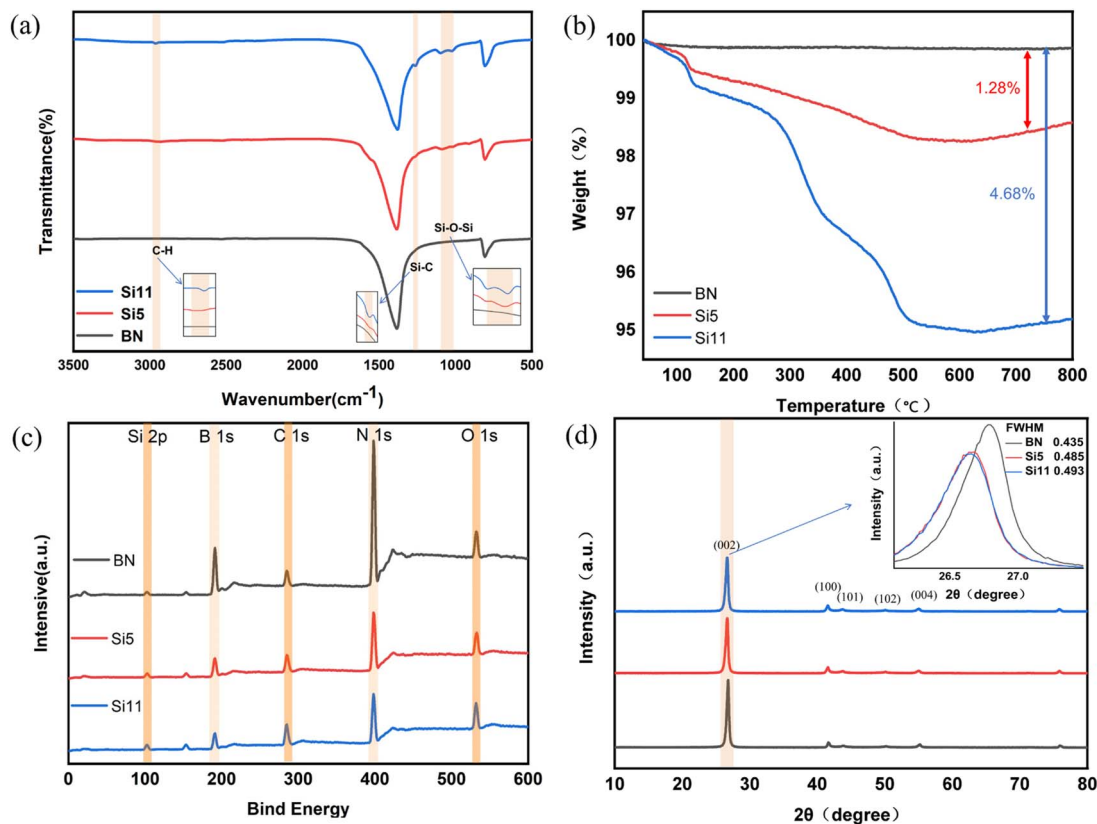 (a)
Transmittance(%)
C-H
Si-O-Si
Si-C
Si11
Si5
BN
3500 3000 2500 2000 1500 1000 500
Wavenumber(cm⁻¹)
(b)
Weight（%）
100
99
98
97
96
95
1.28%
4.68%
BN
Si5
Si11
100 200 300 400 500 600 700 800
Temperature（℃）
(c)
Intensive(a.u.)
Si 2p B 1s C 1s N 1s O 1s
BN
Si5
Si11
0 100 200 300 400 500 600
Bind Energy
(d)
Intensity（a.u.）
FWHM
BN 0.435
Si5 0.485
Si11 0.493
Intensity（a.u.）
26.5 27.0
2θ（degree）
(002)
(100)
(101)
(102)
(004)
10 20 30 40 50 60 70 80
2θ（degree）